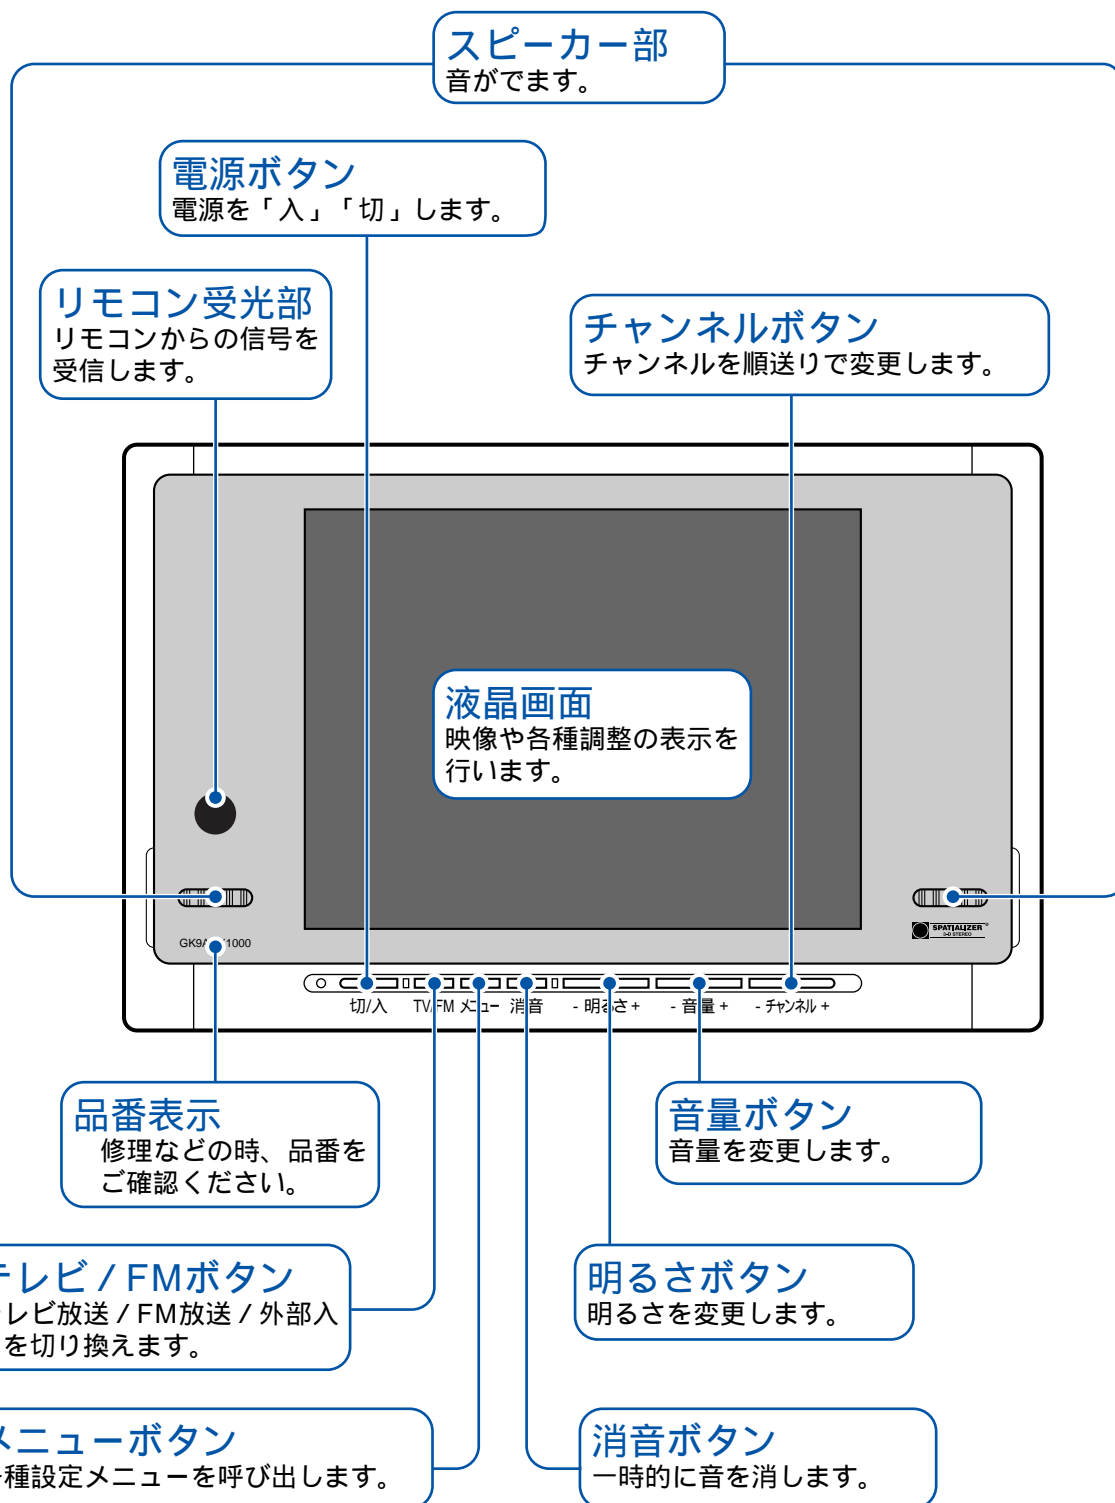 スピーカー部
音がでます。
電源ボタン
電源を「入」「切」します。
リモコン受光部
リモコンからの信号を
受信します。
チャンネルボタン
チャンネルを順送りで変更します。
液晶画面
映像や各種調整の表示を
行います。
SPATIALIZER
3-D STEREO
切/入 TV/FM メニュー 消音 - 明るさ + - 音量 + - チャンネル +
品番表示
修理などの時、品番を
ご確認ください。
音量ボタン
音量を変更します。
テレビ / FMボタン
レビ放送 / FM放送 / 外部入
を切り換えます。
明るさボタン
明るさを変更します。
メニューボタン
種設定メニューを呼び出します。
消音ボタン
一時的に音を消します。